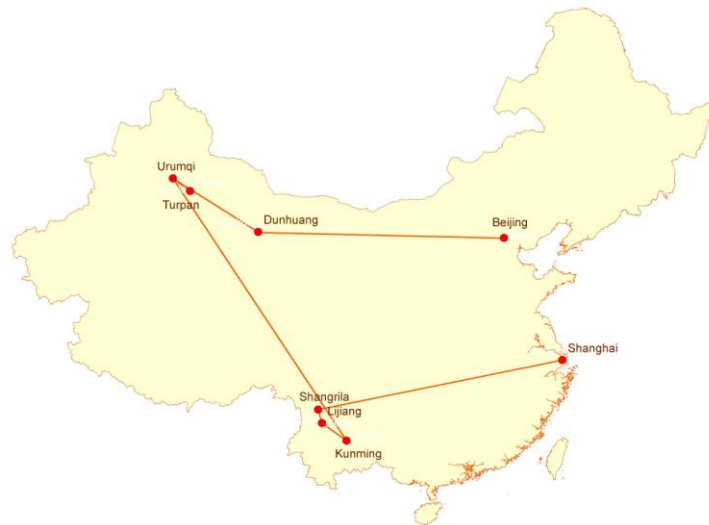 Urumqi
Turpan
Dunhuang
Beijing
Shanghai
Shangrila
Lijiang
Kunming